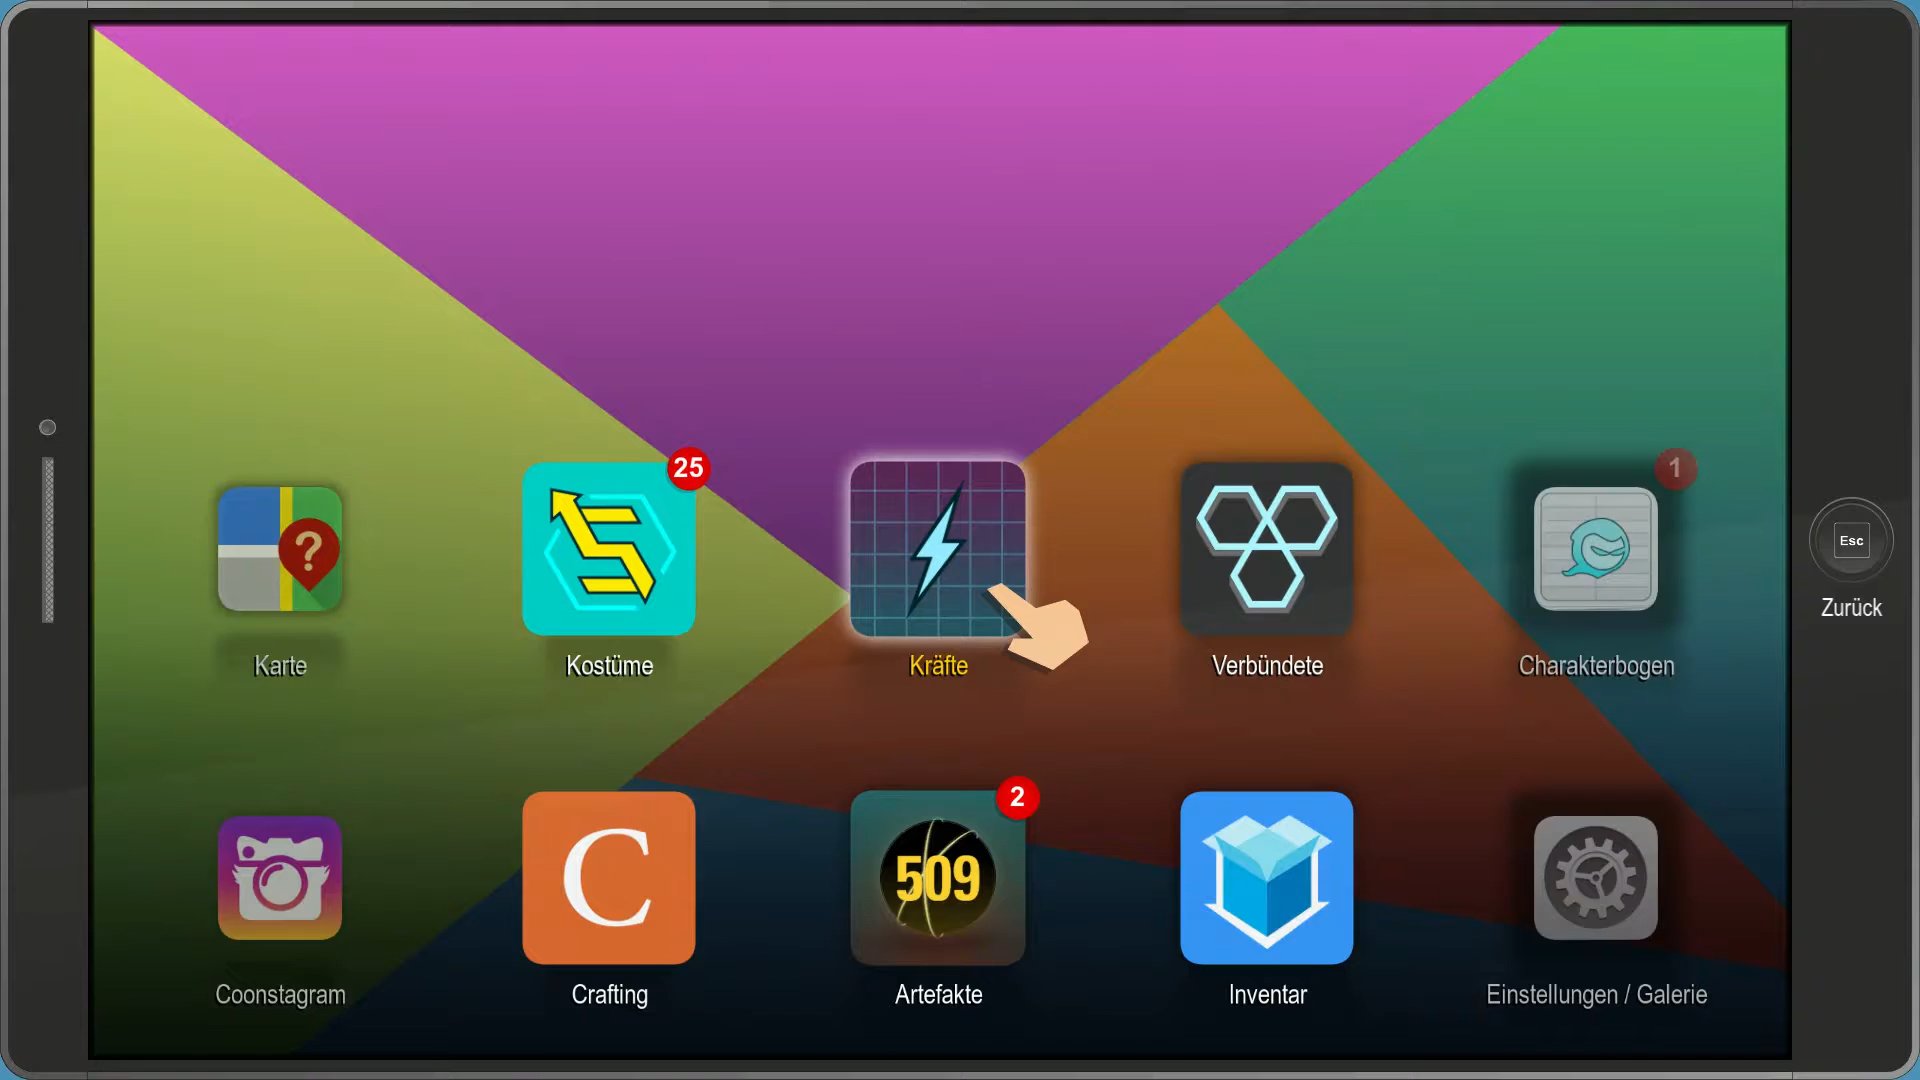 25
1
?
Esc
Karte
Kostüme
Kräfte
Verbündete
Charakterbogen
Zurück
2
C
509
Coonstagram
Crafting
Artefakte
Inventar
Einstellungen / Galerie